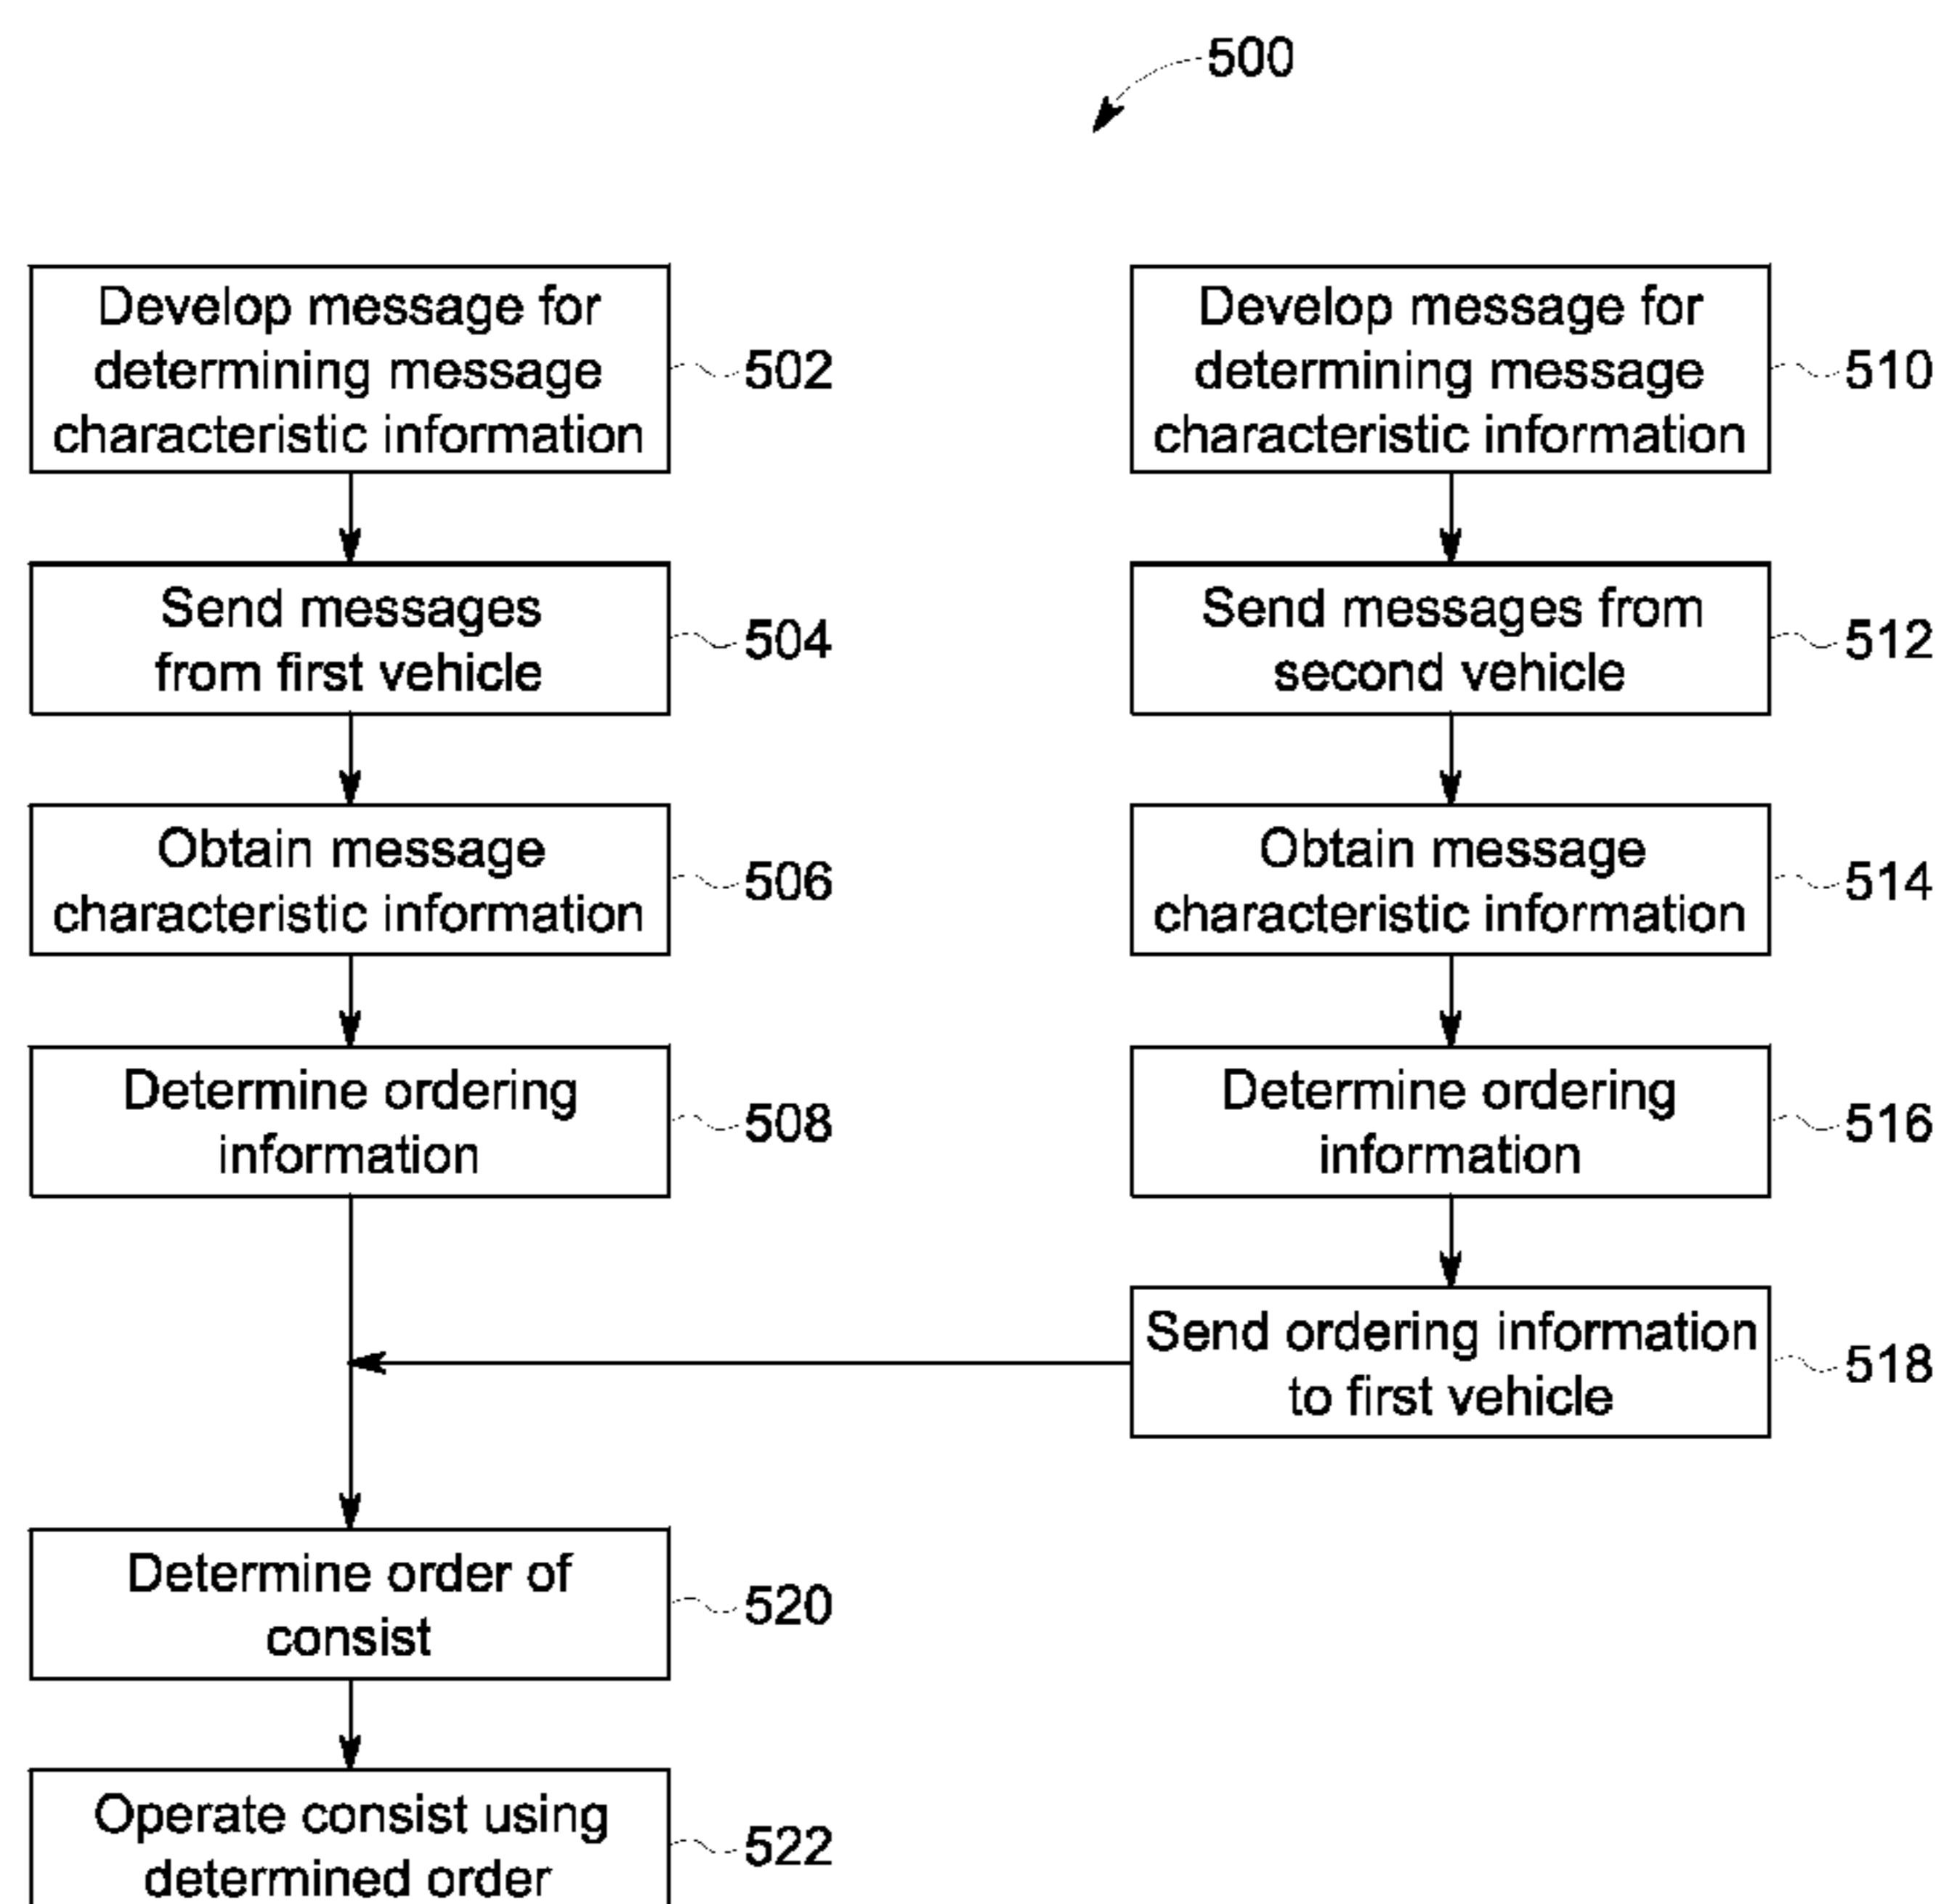 500
Develop message for
determining message
characteristic information
502
Send messages
from first vehicle
504
Obtain message
characteristic information
506
Determine ordering
information
508
Develop message for
determining message
characteristic information
510
Send messages from
second vehicle
512
Obtain message
characteristic information
514
Determine ordering
information
516
Send ordering information
to first vehicle
518
Determine order of
consist
520
Operate consist using
determined order
522